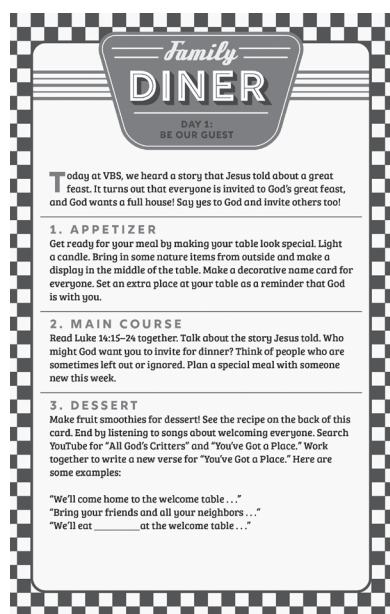 Family
DINER
DAY 1:
BE OUR GUEST
Today at VBS, we heard a story that Jesus told about a great
feast. It turns out that everyone is invited to God's great feast,
and God wants a full house! Say yes to God and invite others too!
1. APPETIZER
Get ready for your meal by making your table look special. Light
a candle. Bring in some nature items from outside and make a
display in the middle of the table. Make a decorative name card for
everyone. Set an extra place at your table as a reminder that God
is with you.
2. MAIN COURSE
Read Luke 14:15–24 together. Talk about the story Jesus told. Who
might God want you to invite for dinner? Think of people who are
sometimes left out or ignored. Plan a special meal with someone
new this week.
3. DESSERT
Make fruit smoothies for dessert! See the recipe on the back of this
card. End by listening to songs about welcoming everyone. Search
YouTube for “All God's Critters” and “You've Got a Place.” Work
together to write a new verse for “You've Got a Place.” Here are
some examples:
“We'll come home to the welcome table . . .”
“Bring your friends and all your neighbors . . .”
“We'll eat _________at the welcome table . . .”